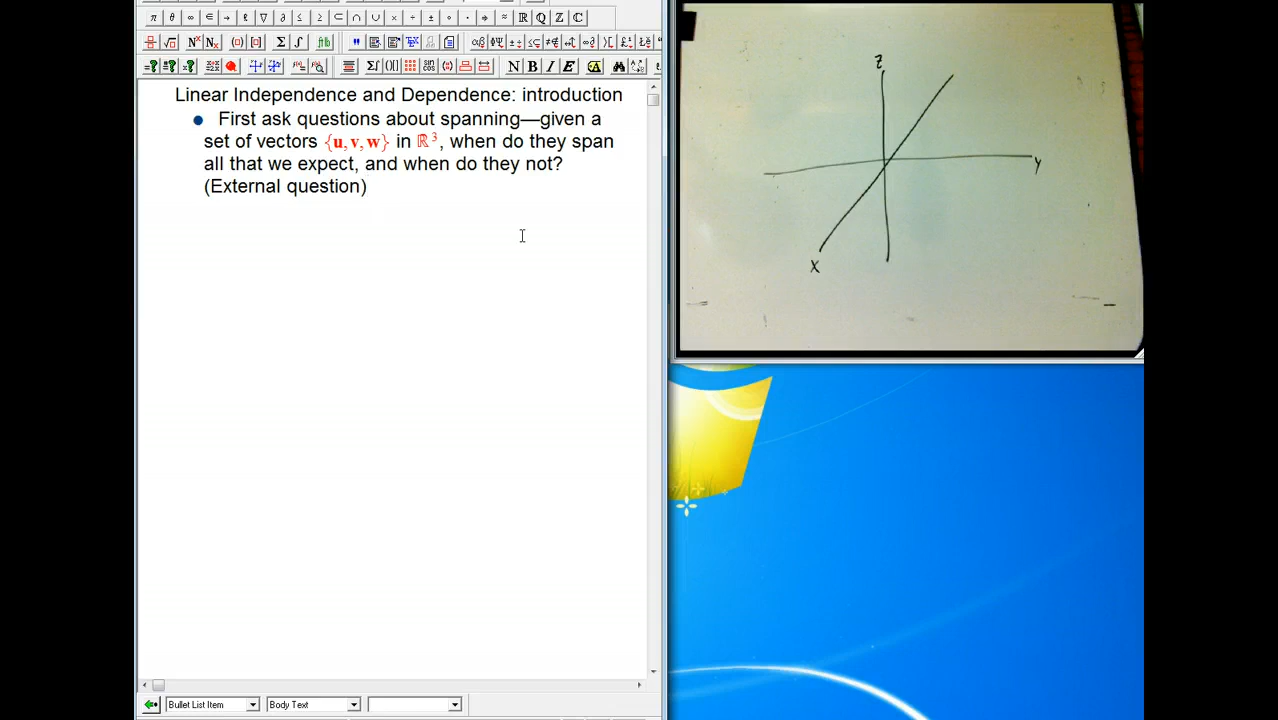 π θ ∞ ∈ → ℓ ∇ ∂ ≤ ≥ ⊂ ∩ ∪ × ÷ ± ∘ · ⇒ ≈ ℝ ℚ ℤ ℂ
N B I E
Linear Independence and Dependence: introduction
● First ask questions about spanning—given a
set of vectors {u, v, w} in ℝ³, when do they span
all that we expect, and when do they not?
(External question)
Bullet List Item Body Text
z
y
x